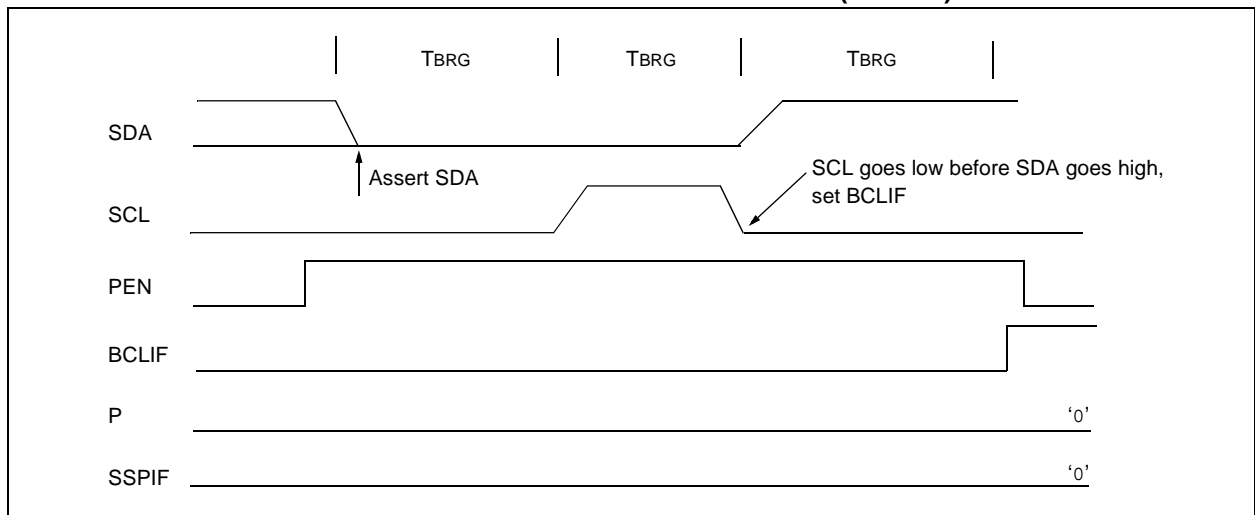 TBRG TBRG TBRG
SDA
Assert SDA
SCL goes low before SDA goes high,
set BCLIF
SCL
PEN
BCLIF
P
‘0’
SSPIF
‘0’